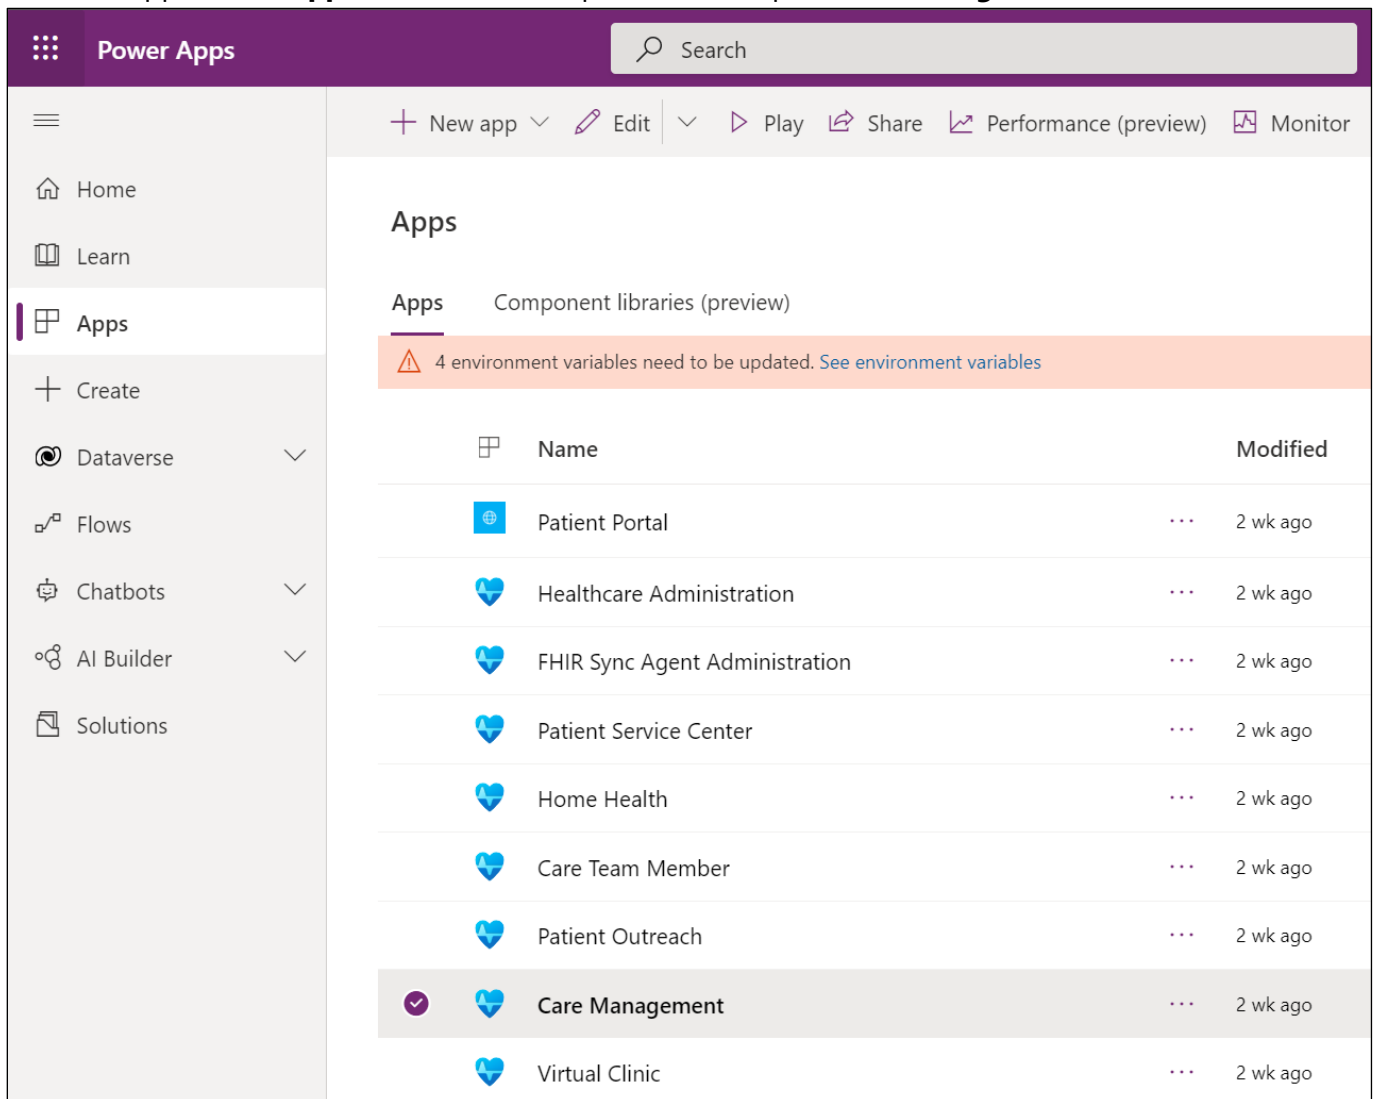 Power Apps
Search
New app
Edit
Play
Share
Performance (preview)
Monitor
Home
Learn
Apps
Create
Dataverse
Flows
Chatbots
AI Builder
Solutions
Apps
Apps
Component libraries (preview)
4 environment variables need to be updated. See environment variables
Name
Modified
Patient Portal
2 wk ago
Healthcare Administration
2 wk ago
FHIR Sync Agent Administration
2 wk ago
Patient Service Center
2 wk ago
Home Health
2 wk ago
Care Team Member
2 wk ago
Patient Outreach
2 wk ago
Care Management
2 wk ago
Virtual Clinic
2 wk ago